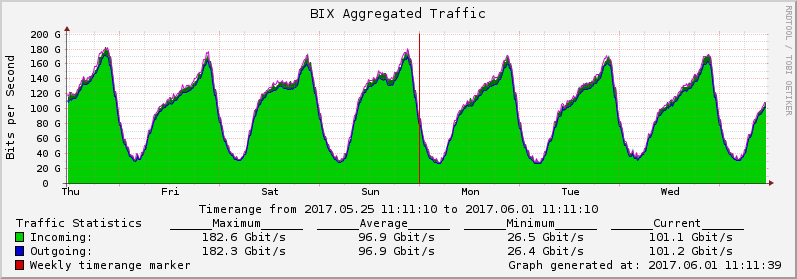 BIX Aggregated Traffic
RRDTOOL / TOBI OETIKER
Bits per Second
200 G
180 G
160 G
140 G
120 G
100 G
80 G
60 G
40 G
20 G
0
Thu Fri Sat Sun Mon Tue Wed
Timerange from 2017.05.25 11:11:10 to 2017.06.01 11:11:10
Traffic Statistics Maximum Average Minimum Current
Incoming: 182.6 Gbit/s 96.9 Gbit/s 26.5 Gbit/s 101.1 Gbit/s
Outgoing: 182.3 Gbit/s 96.9 Gbit/s 26.4 Gbit/s 101.2 Gbit/s
Weekly timerange marker Graph generated at: 2017.06.01 11:11:39